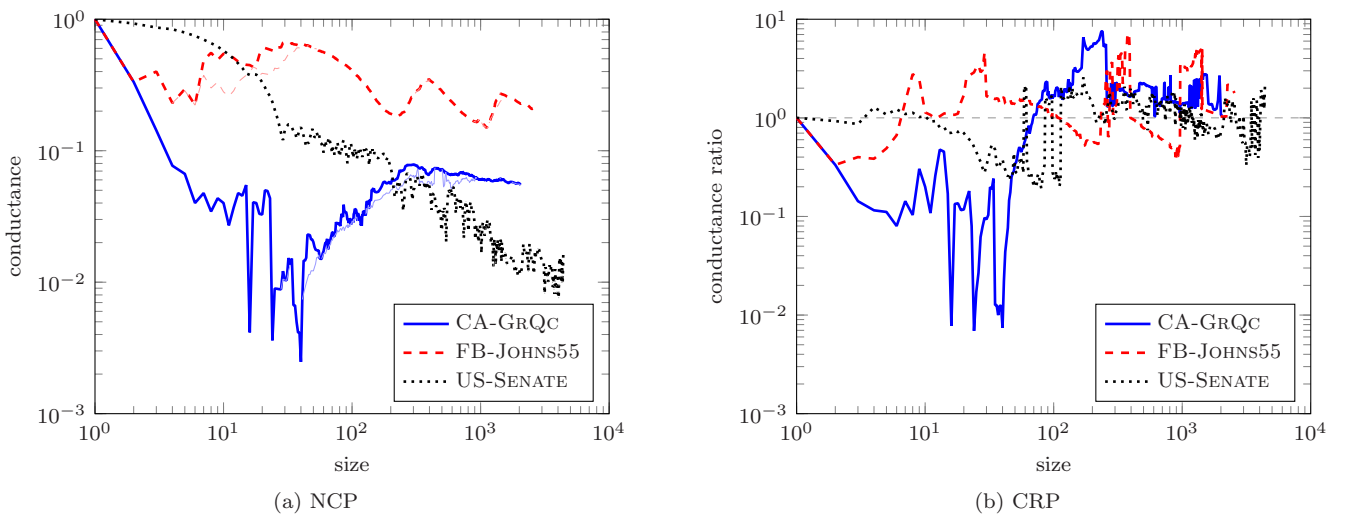 10^0
10^−1
10^−2
10^−3
10^0
10^1
10^2
10^3
10^4
conductance
size
CA-GrQc
FB-Johns55
US-Senate
(a) NCP
10^1
10^0
10^−1
10^−2
10^−3
10^0
10^1
10^2
10^3
10^4
conductance ratio
size
CA-GrQc
FB-Johns55
US-Senate
(b) CRP